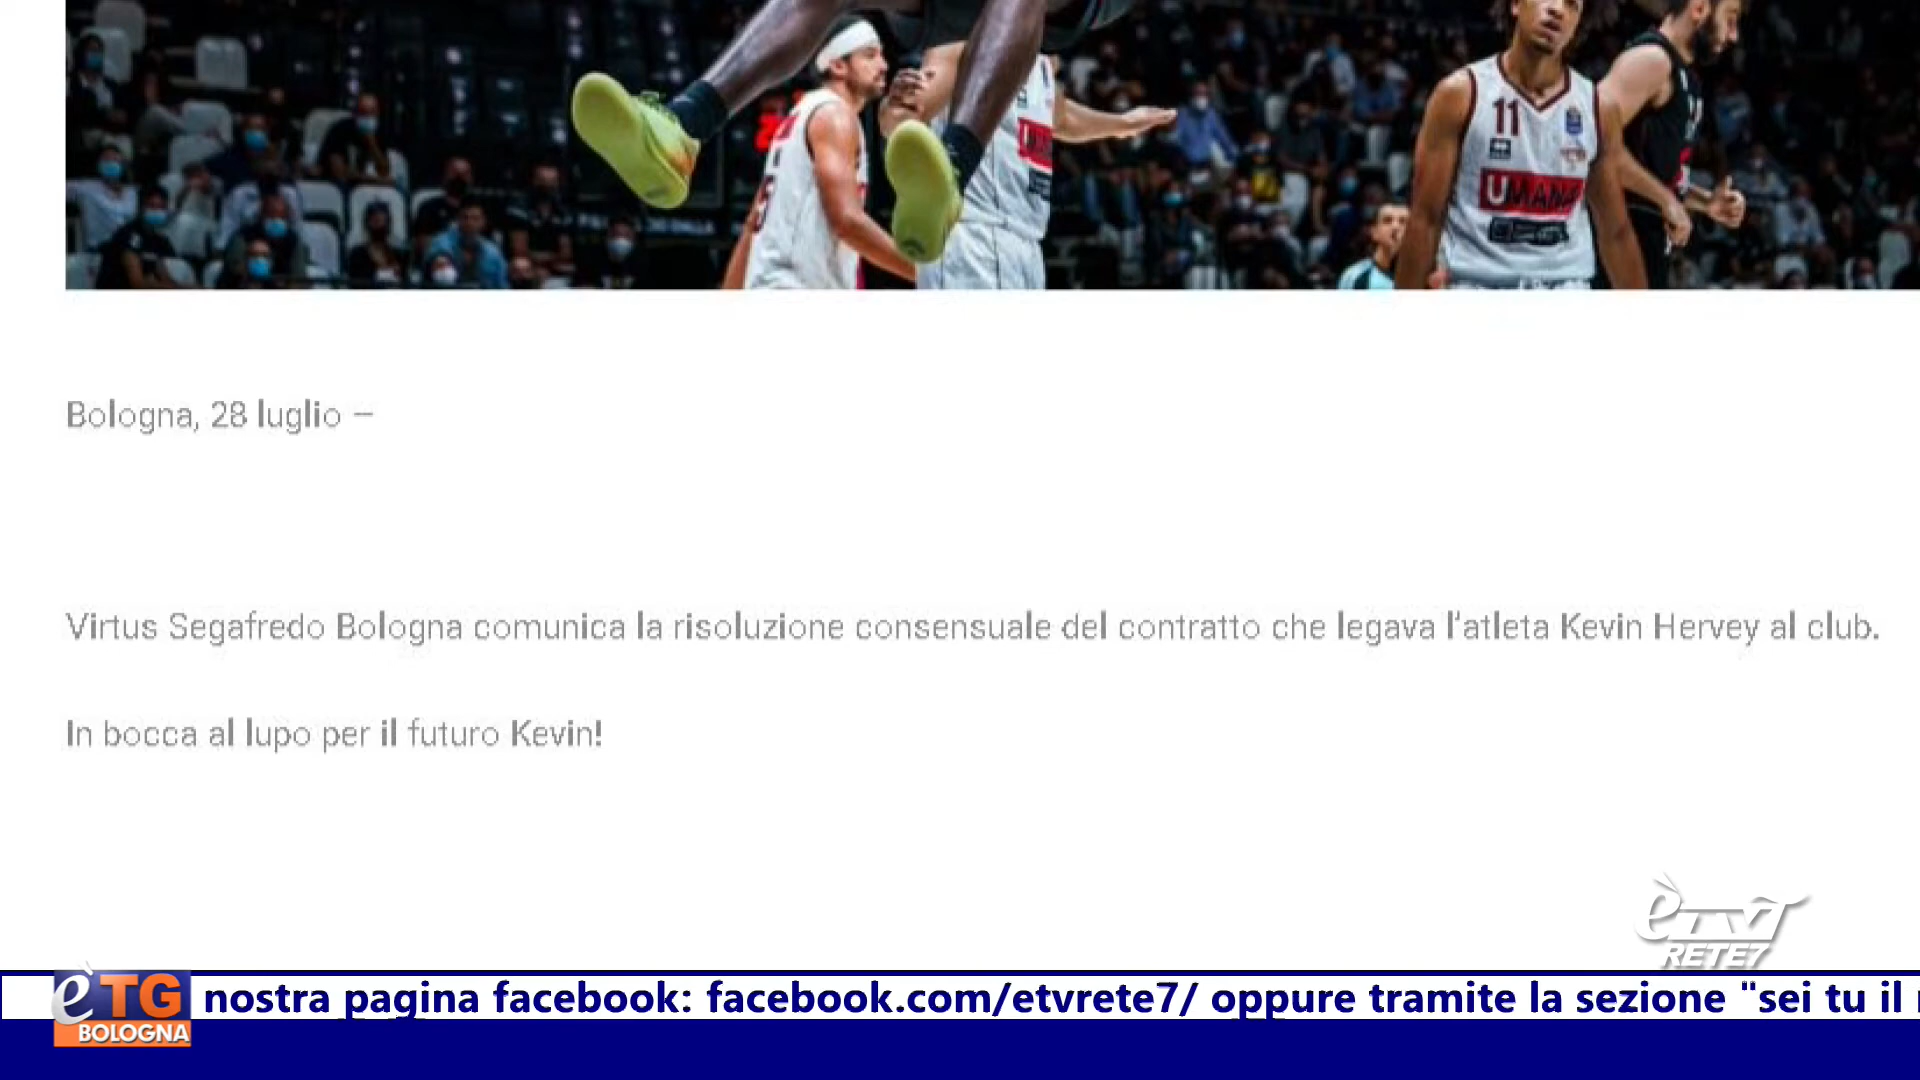 11
UMANA
Bologna, 28 luglio –
Virtus Segafredo Bologna comunica la risoluzione consensuale del contratto che legava l'atleta Kevin Hervey al club.
In bocca al lupo per il futuro Kevin!
RETE7
è TG
BOLOGNA
nostra pagina facebook: facebook.com/etvrete7/ oppure tramite la sezione "sei tu il